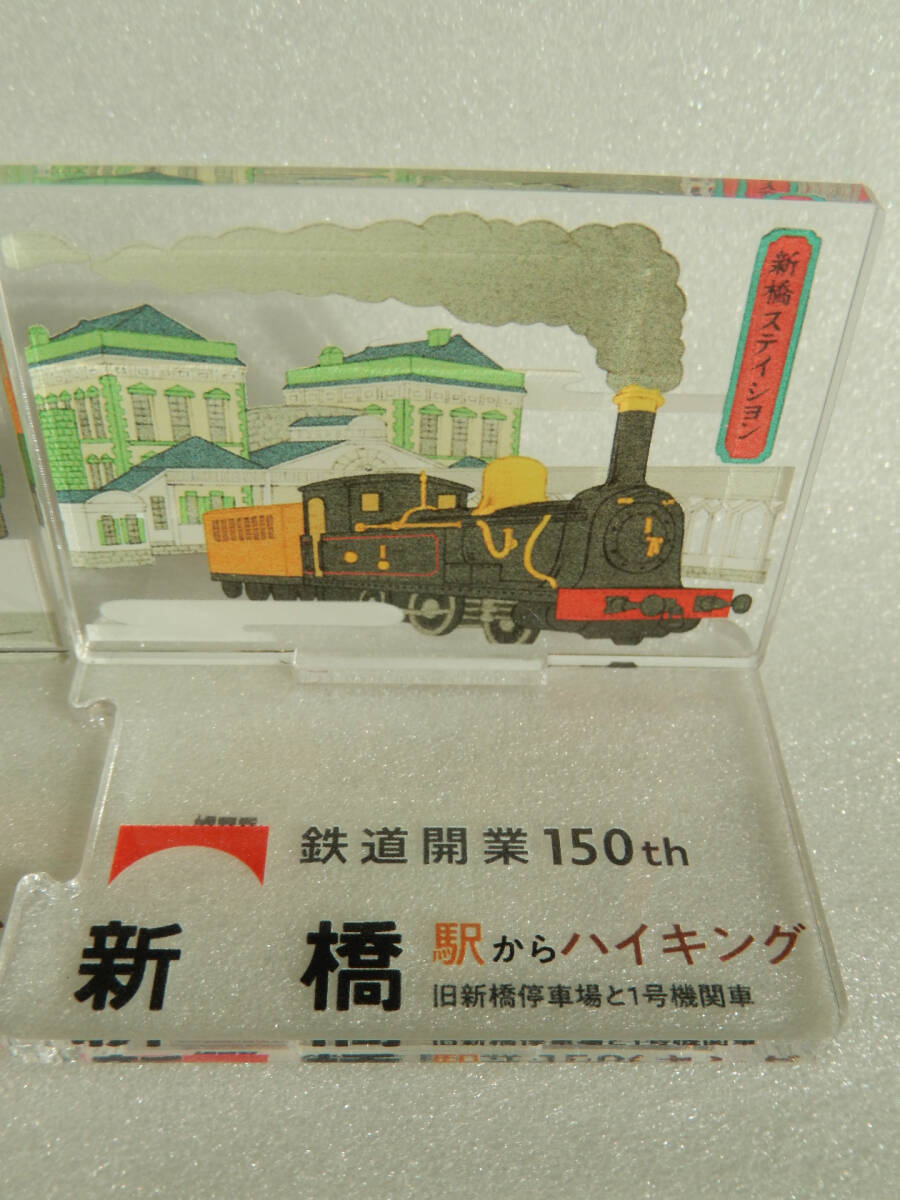 新橋ステイション
鉄道開業150th
新橋
駅からハイキング
旧新橋停車場と1号機関車